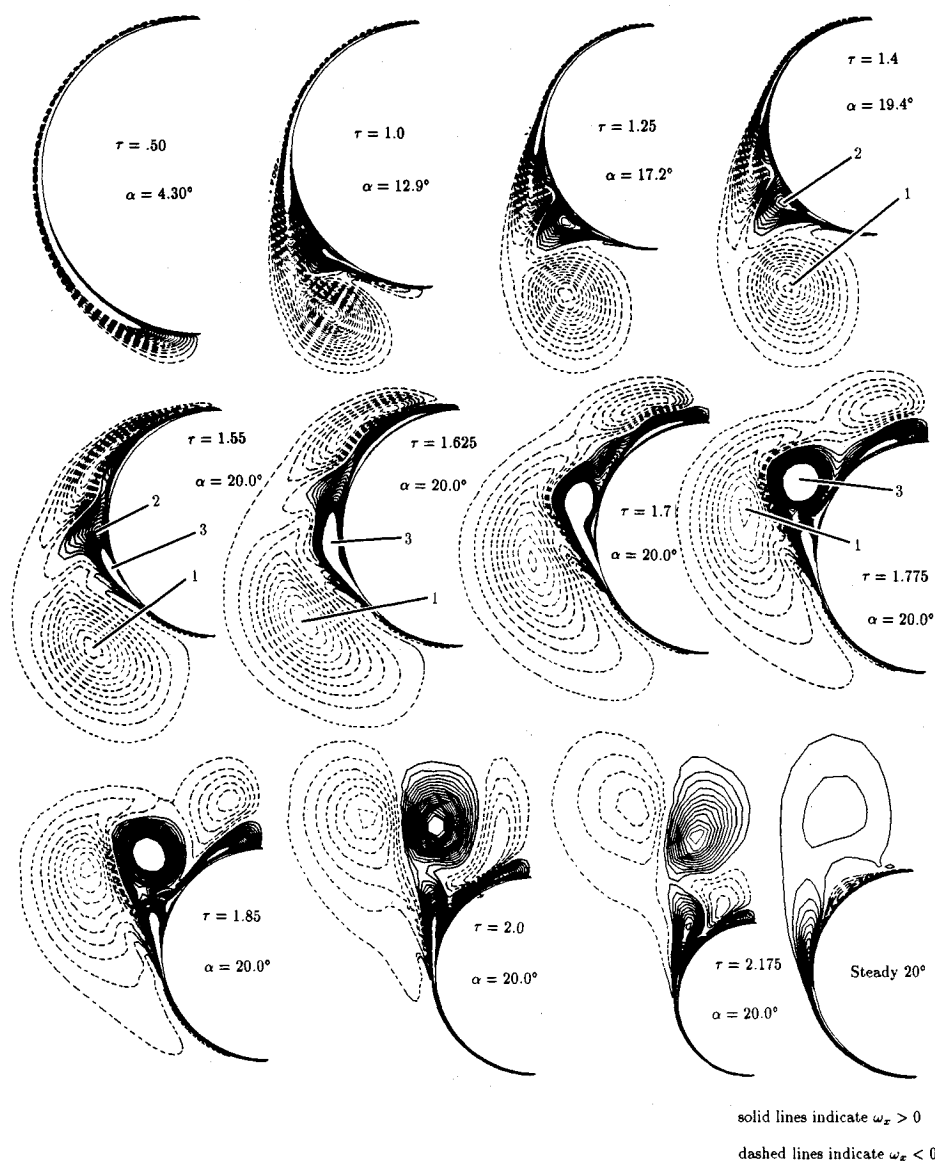 τ = .50
α = 4.30°
τ = 1.0
α = 12.9°
τ = 1.25
α = 17.2°
τ = 1.4
α = 19.4°
2
1
τ = 1.55
α = 20.0°
2
3
1
τ = 1.625
α = 20.0°
3
1
τ = 1.7
α = 20.0°
3
1
τ = 1.775
α = 20.0°
τ = 1.85
α = 20.0°
τ = 2.0
α = 20.0°
τ = 2.175
α = 20.0°
Steady 20°
solid lines indicate ωₓ > 0
dashed lines indicate ωₓ < 0